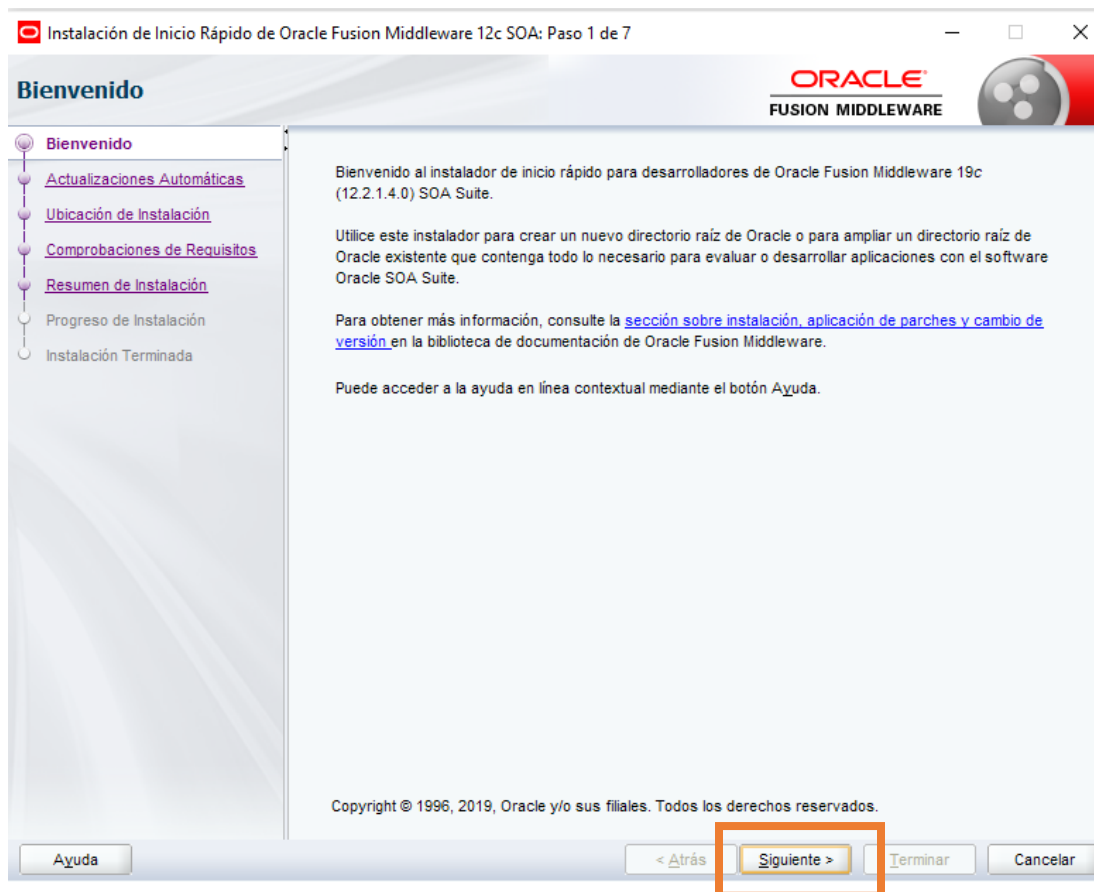 Instalación de Inicio Rápido de Oracle Fusion Middleware 12c SOA: Paso 1 de 7
Bienvenido
ORACLE
FUSION MIDDLEWARE
Bienvenido
Actualizaciones Automáticas
Ubicación de Instalación
Comprobaciones de Requisitos
Resumen de Instalación
Progreso de Instalación
Instalación Terminada
Bienvenido al instalador de inicio rápido para desarrolladores de Oracle Fusion Middleware 19c
(12.2.1.4.0) SOA Suite.
Utilice este instalador para crear un nuevo directorio raíz de Oracle o para ampliar un directorio raíz de
Oracle existente que contenga todo lo necesario para evaluar o desarrollar aplicaciones con el software
Oracle SOA Suite.
Para obtener más información, consulte la sección sobre instalación, aplicación de parches y cambio de
versión en la biblioteca de documentación de Oracle Fusion Middleware.
Puede acceder a la ayuda en línea contextual mediante el botón Ayuda.
Copyright © 1996, 2019, Oracle y/o sus filiales. Todos los derechos reservados.
Ayuda
< Atrás
Siguiente >
Terminar
Cancelar